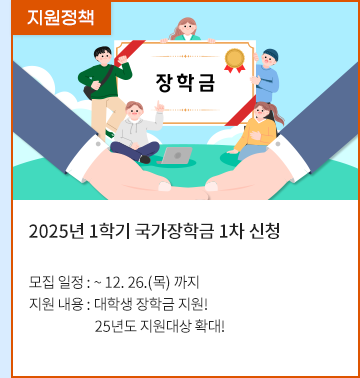 지원정책
장학금
2025년 1학기 국가장학금 1차 신청
모집 일정 : ~ 12. 26.(목) 까지
지원 내용 : 대학생 장학금 지원!
25년도 지원대상 확대!